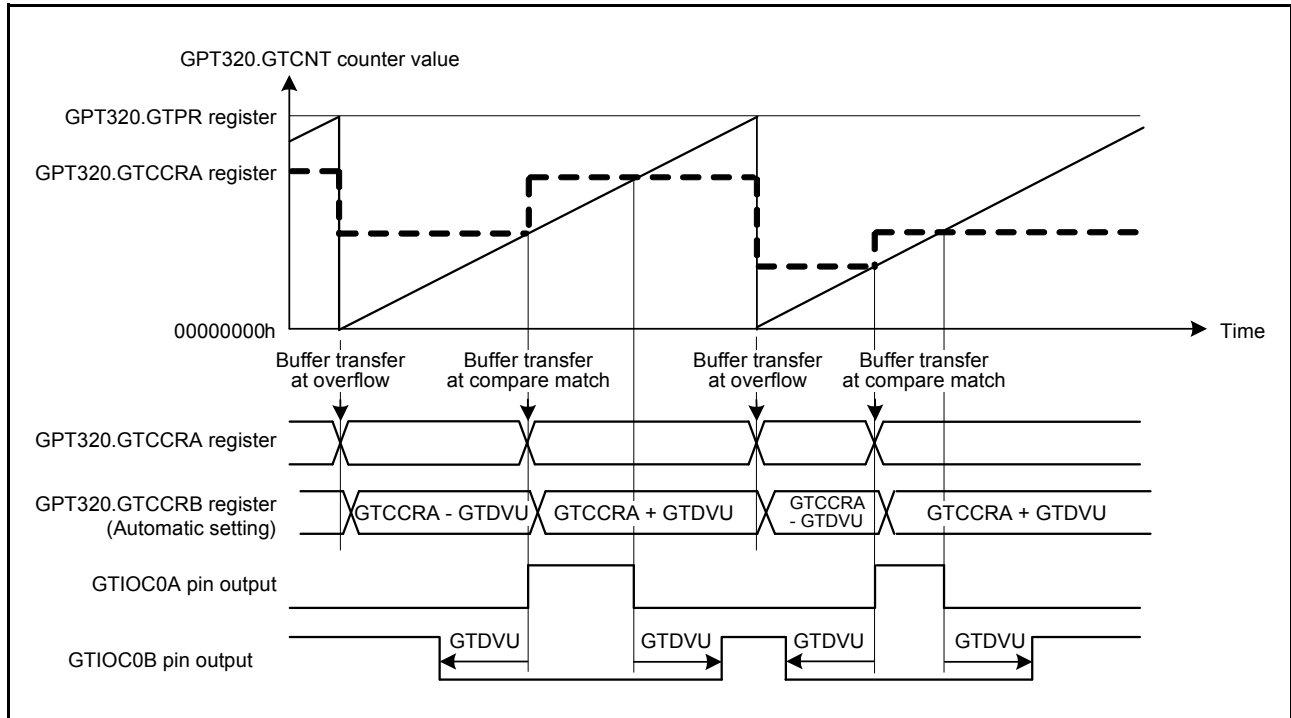 GPT320.GTCNT counter value
GPT320.GTPR register
GPT320.GTCCRA register
00000000h
Time
Buffer transfer
at overflow
Buffer transfer
at compare match
Buffer transfer
at overflow
Buffer transfer
at compare match
GPT320.GTCCRA register
GPT320.GTCCRB register
(Automatic setting)
GTCCRA - GTDVU
GTCCRA + GTDVU
GTCCRA
- GTDVU
GTCCRA + GTDVU
GTIOC0A pin output
GTIOC0B pin output
GTDVU
GTDVU
GTDVU
GTDVU